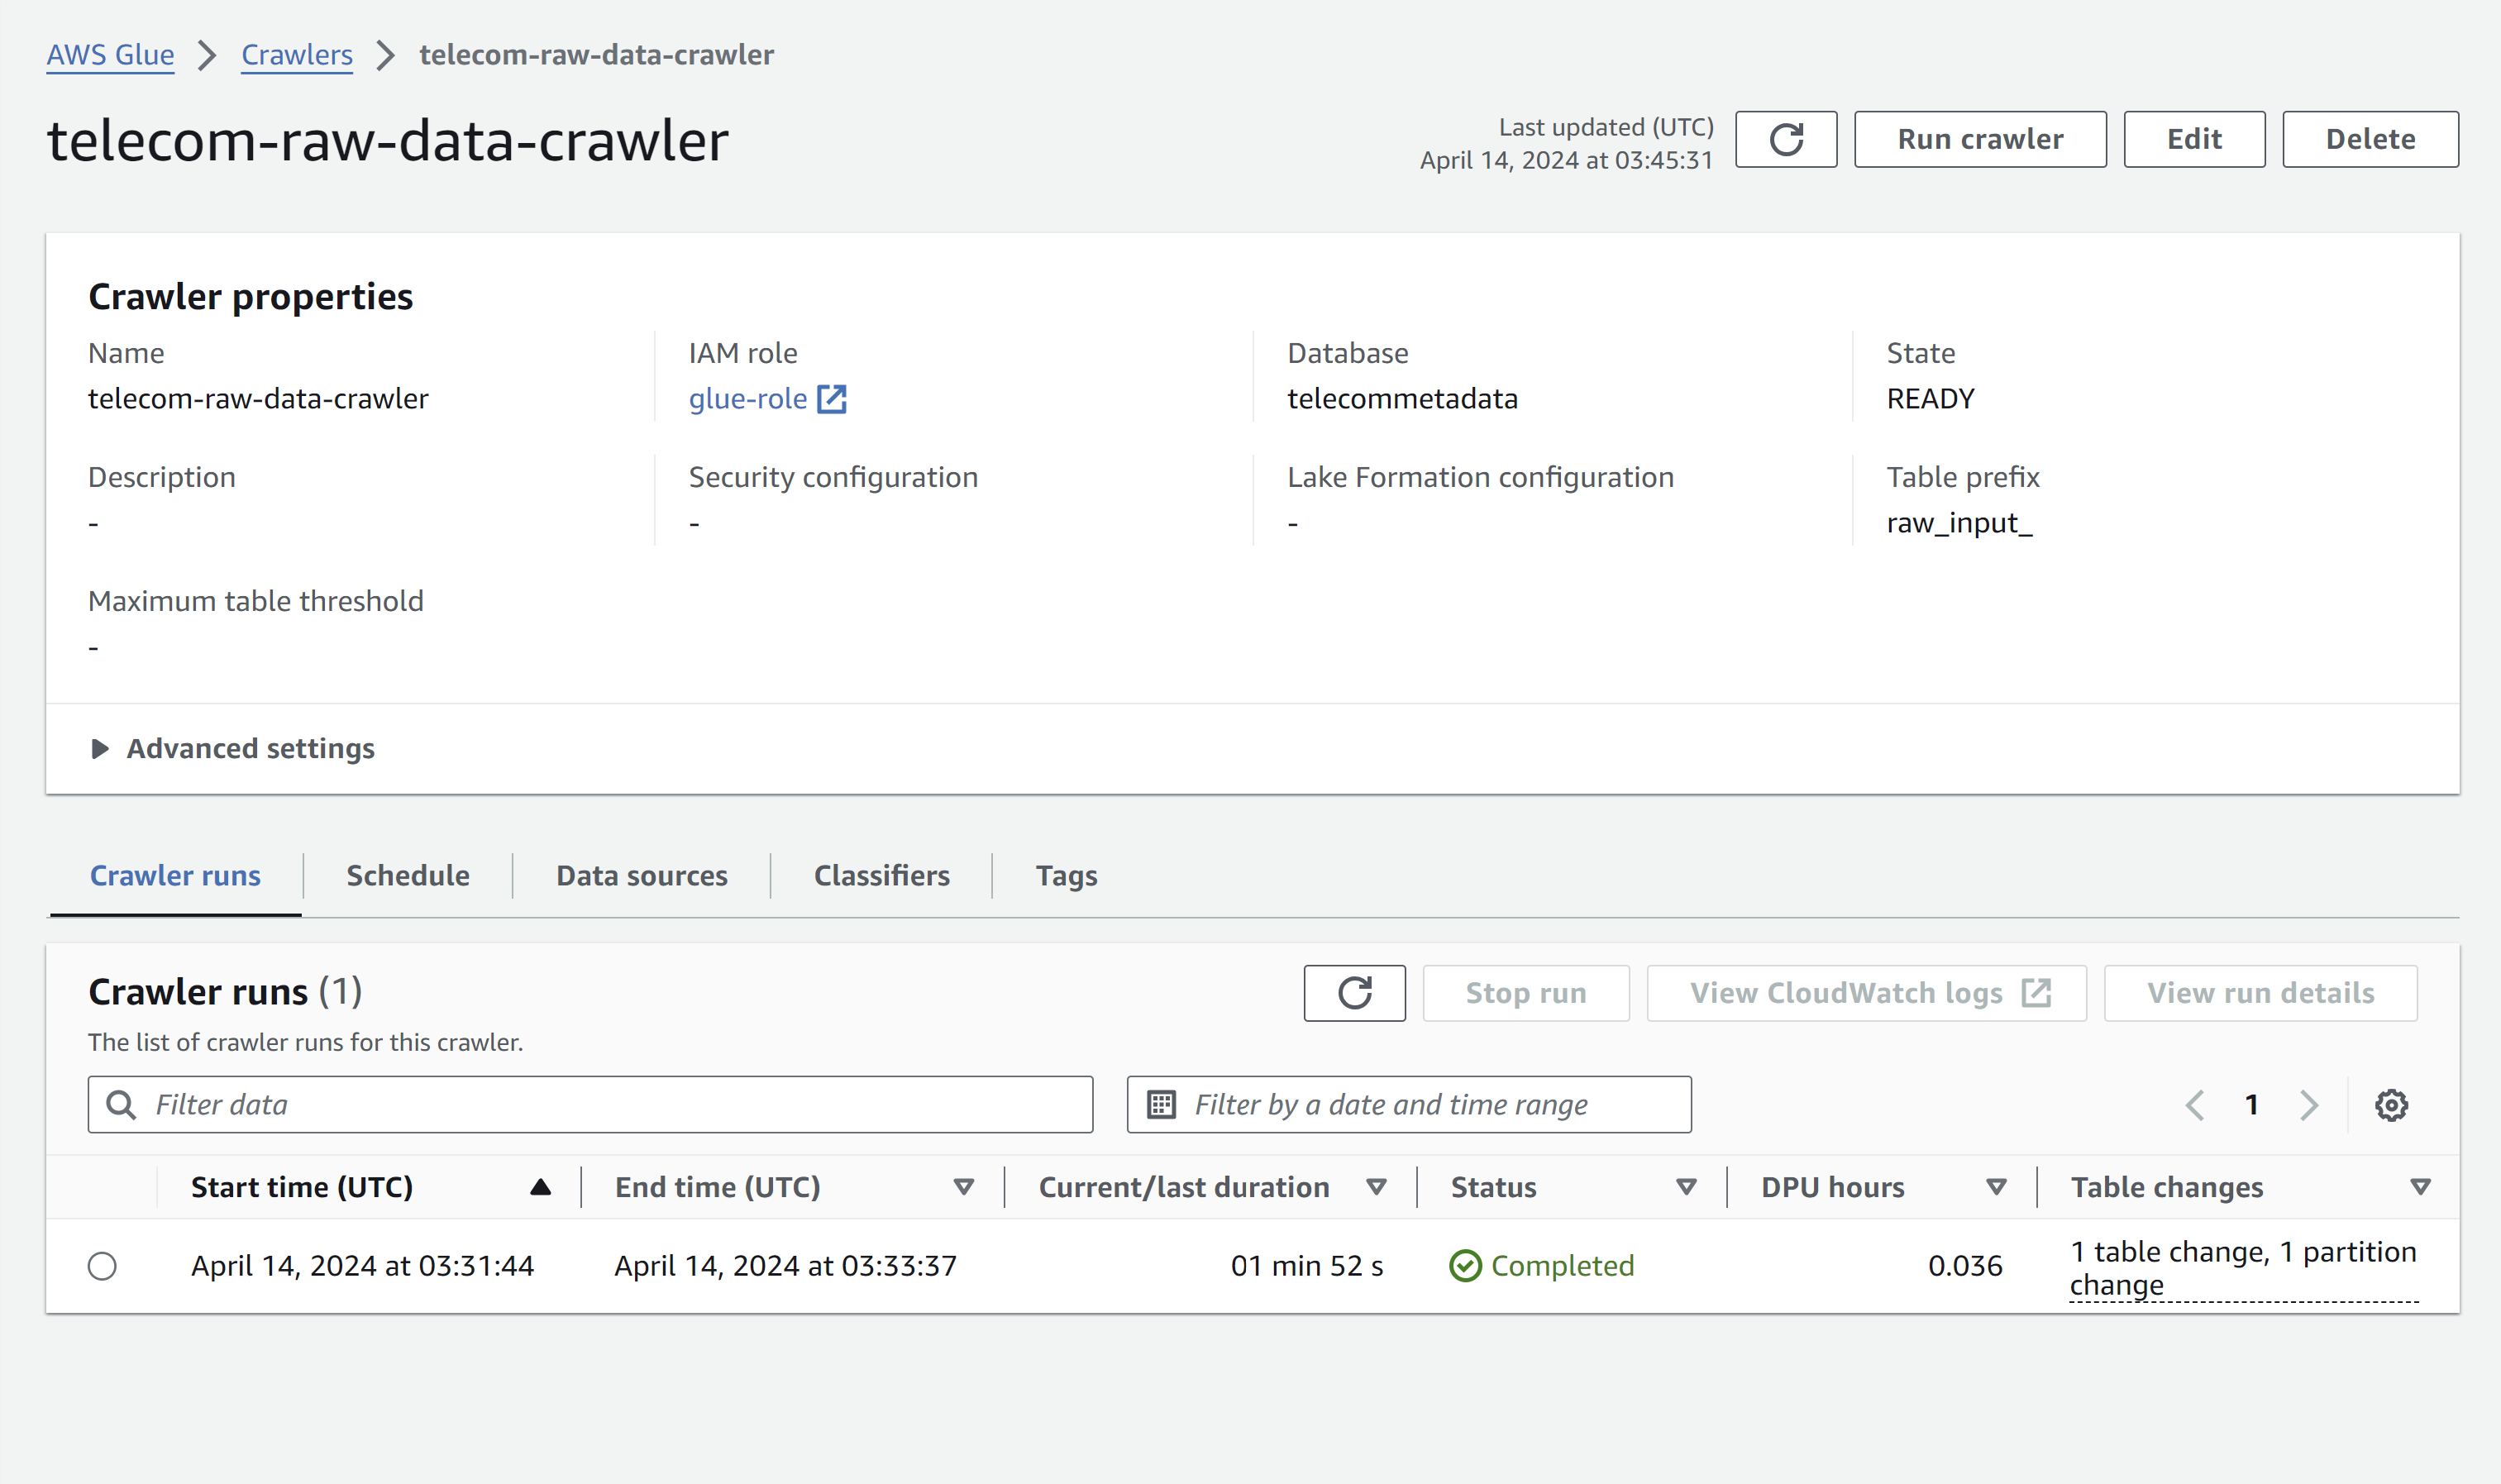 AWS Glue > Crawlers > telecom-raw-data-crawler
telecom-raw-data-crawler
Last updated (UTC)
April 14, 2024 at 03:45:31
Run crawler
Edit
Delete
Crawler properties
Name
telecom-raw-data-crawler
IAM role
glue-role
Database
telecommetadata
State
READY
Description
-
Security configuration
-
Lake Formation configuration
-
Table prefix
raw_input_
Maximum table threshold
-
Advanced settings
Crawler runs
Schedule
Data sources
Classifiers
Tags
Crawler runs (1)
The list of crawler runs for this crawler.
Stop run
View CloudWatch logs
View run details
Filter data
Filter by a date and time range
1
Start time (UTC)
End time (UTC)
Current/last duration
Status
DPU hours
Table changes
April 14, 2024 at 03:31:44
April 14, 2024 at 03:33:37
01 min 52 s
Completed
0.036
1 table change, 1 partition
change